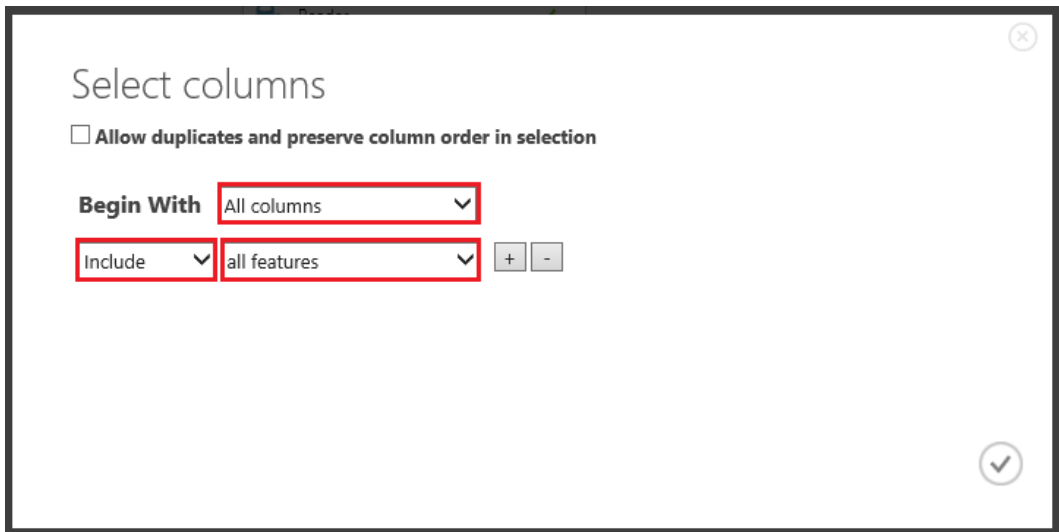 Select columns
Allow duplicates and preserve column order in selection
Begin With All columns
Include all features + -